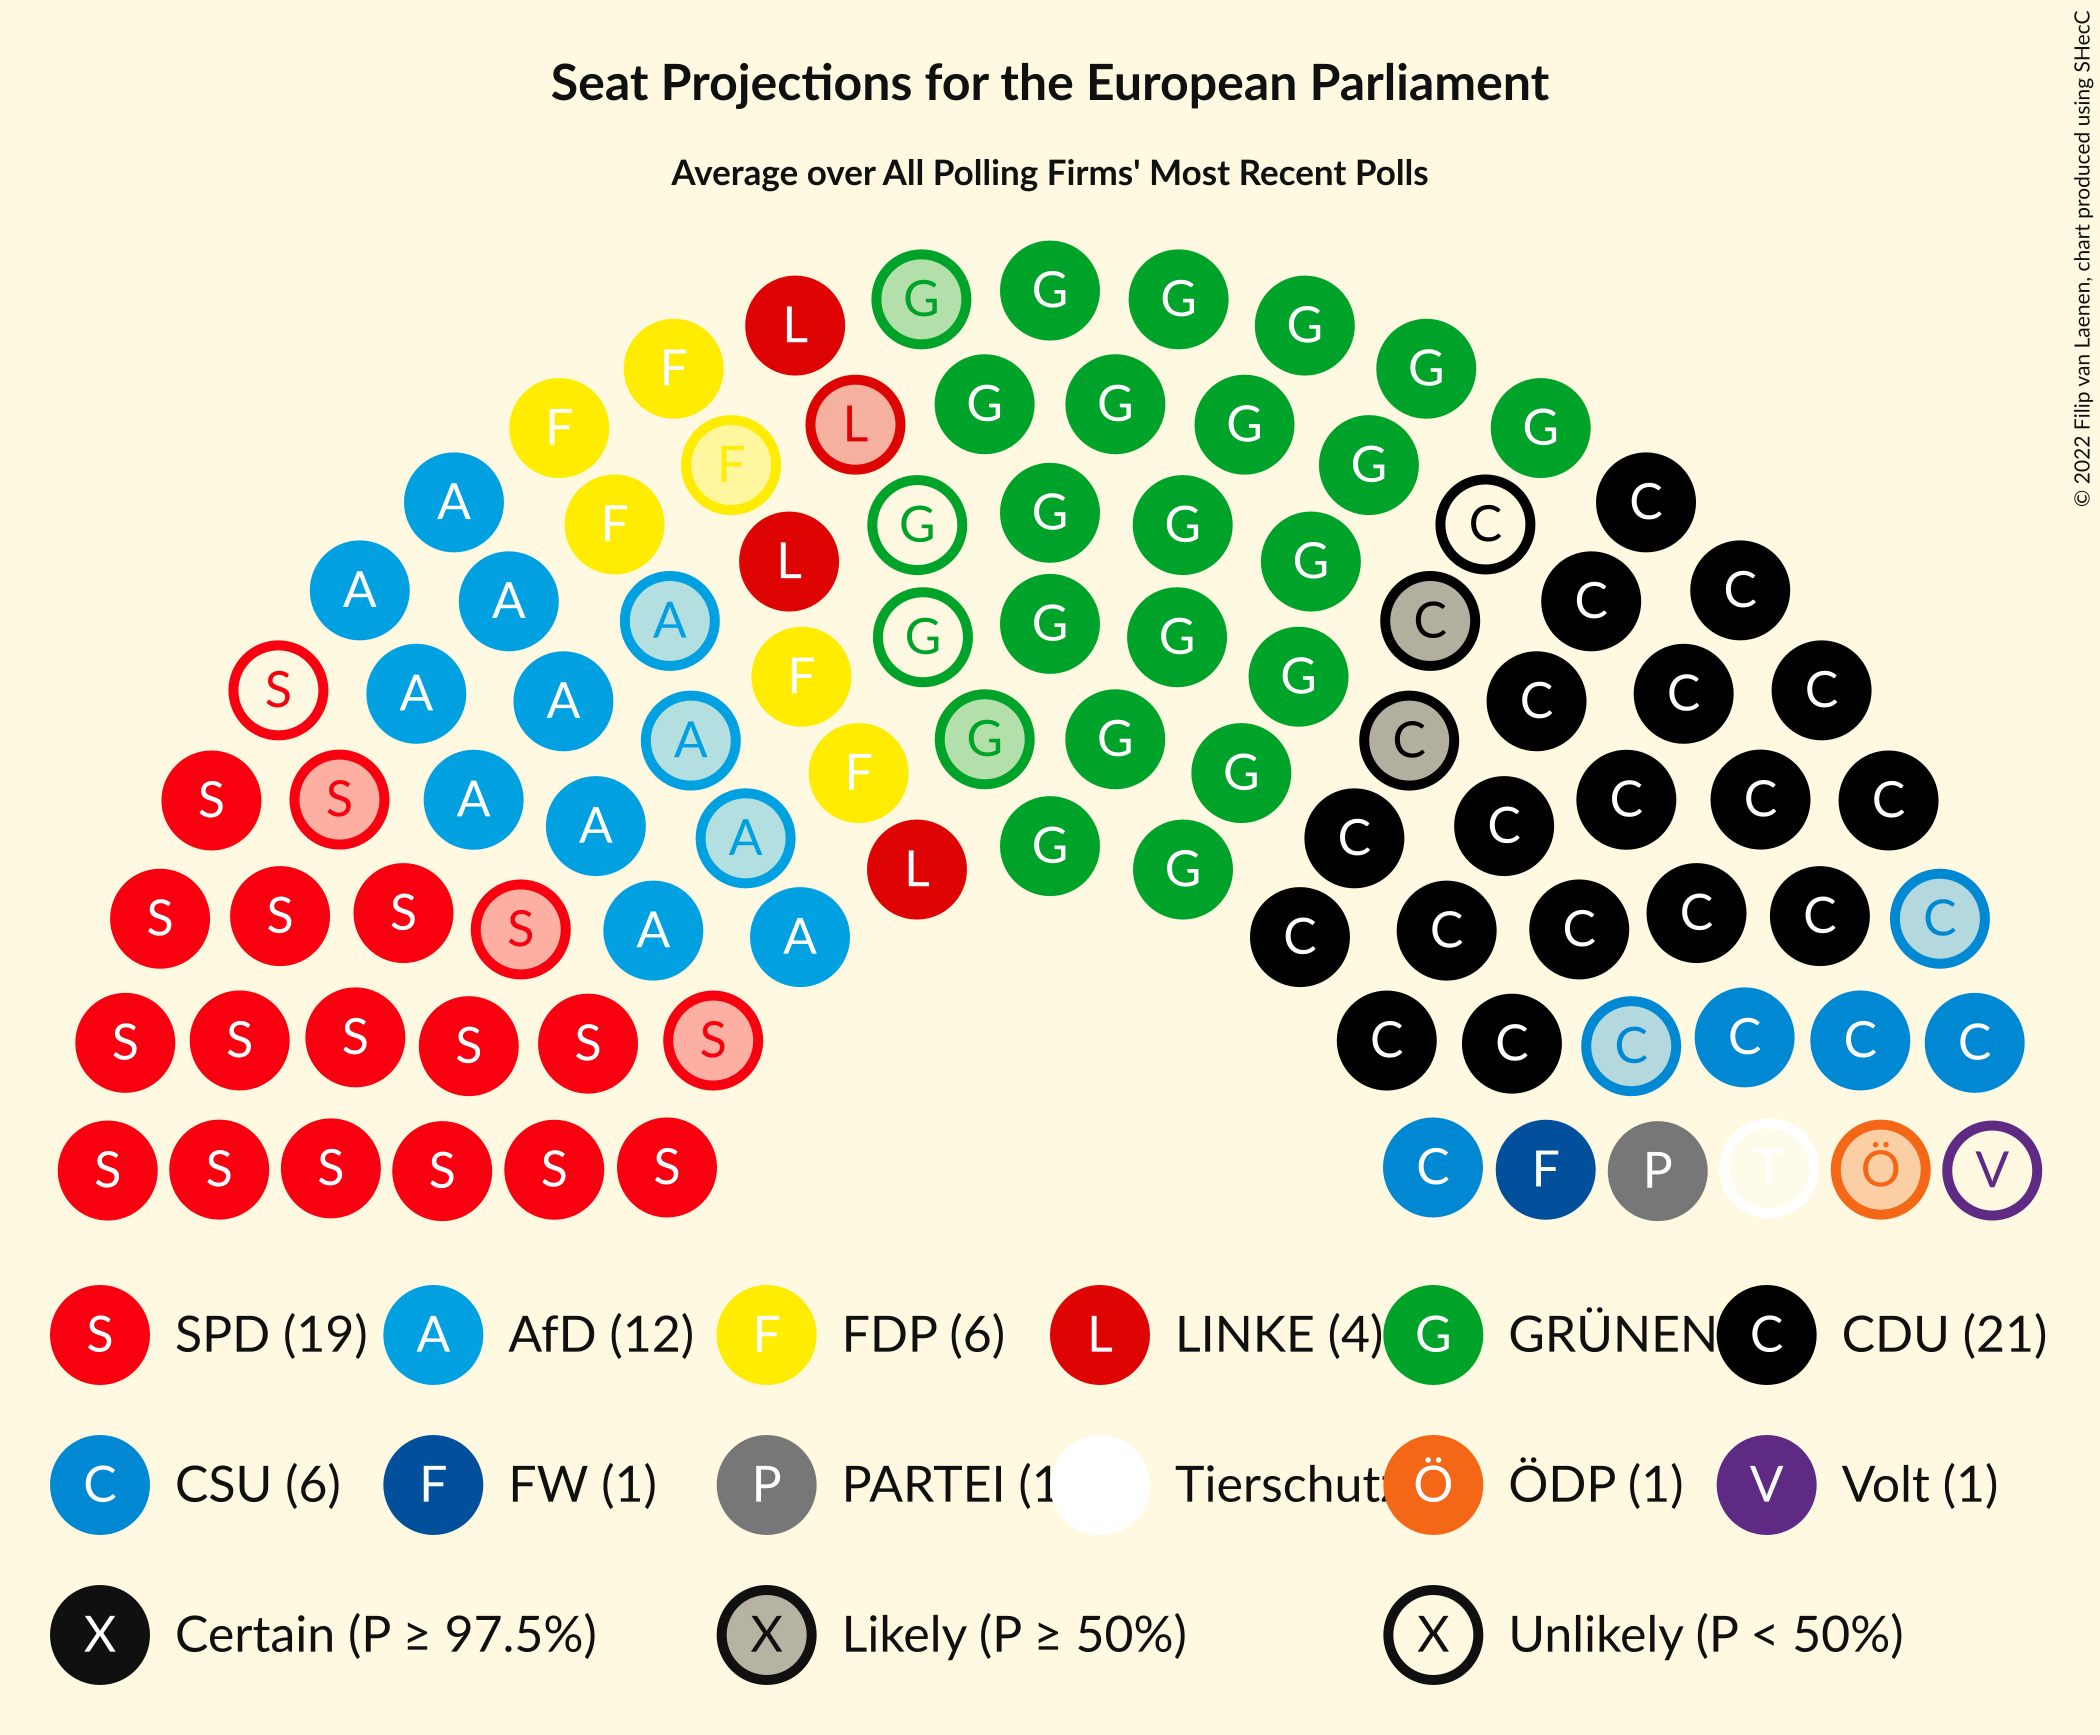 Seat Projections for the European Parliament
Average over All Polling Firms' Most Recent Polls
© 2022 Filip van Laenen, chart produced using SHecC
G G G G
L G
F G
F L G G G G
F G
A F G G G C C
A A F L G G C C
A A G G G C C
S A A A F G C C C C
S S A A A F G G G C C C C C C
S S S S A A A L G G C C C C C C C
S S S S S S C C C C C C
S S S S S S C F P T Ö V
S SPD (19) A AfD (12) F FDP (6) L LINKE (4) G GRÜNEN C CDU (21)
C CSU (6) F FW (1) P PARTEI (1 Tierschutz Ö ÖDP (1) V Volt (1)
X Certain (P ≥ 97.5%) X Likely (P ≥ 50%) X Unlikely (P < 50%)